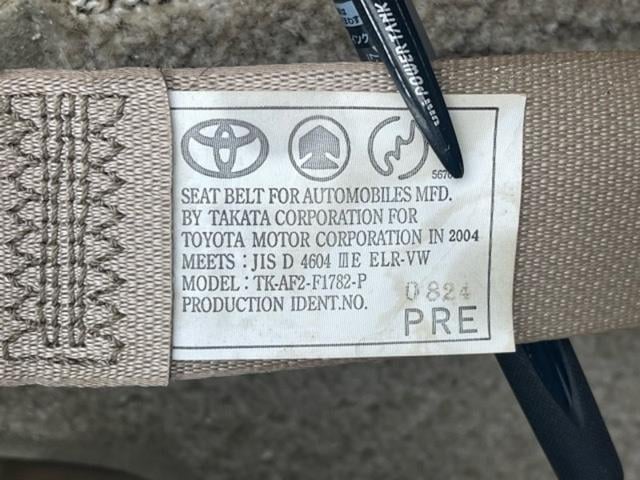 POWER TANK
SEAT BELT FOR AUTOMOBILES MFD.
BY TAKATA CORPORATION FOR
TOYOTA MOTOR CORPORATION IN 2004
MEETS : JIS D 4604 ⅢE ELR-VW
MODEL : TK-AF2-F1782-P
PRODUCTION IDENT.NO. 0824
PRE